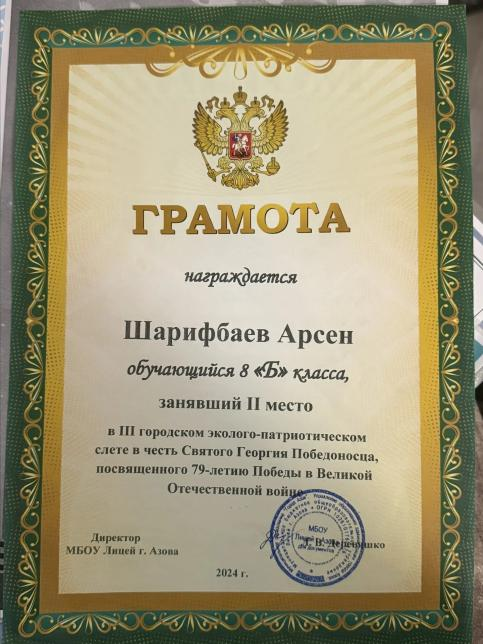 ГРАМОТА
награждается
Шарифбаев Арсен
обучающийся 8 «Б» класса,
занявший II место
в III городском эколого-патриотическом
слете в честь Святого Георгия Победоносца,
посвященного 79-летию Победы в Великой
Отечественной войне
Директор
МБОУ Лицей г. Азова
МБОУ
Лицей
2024 г.